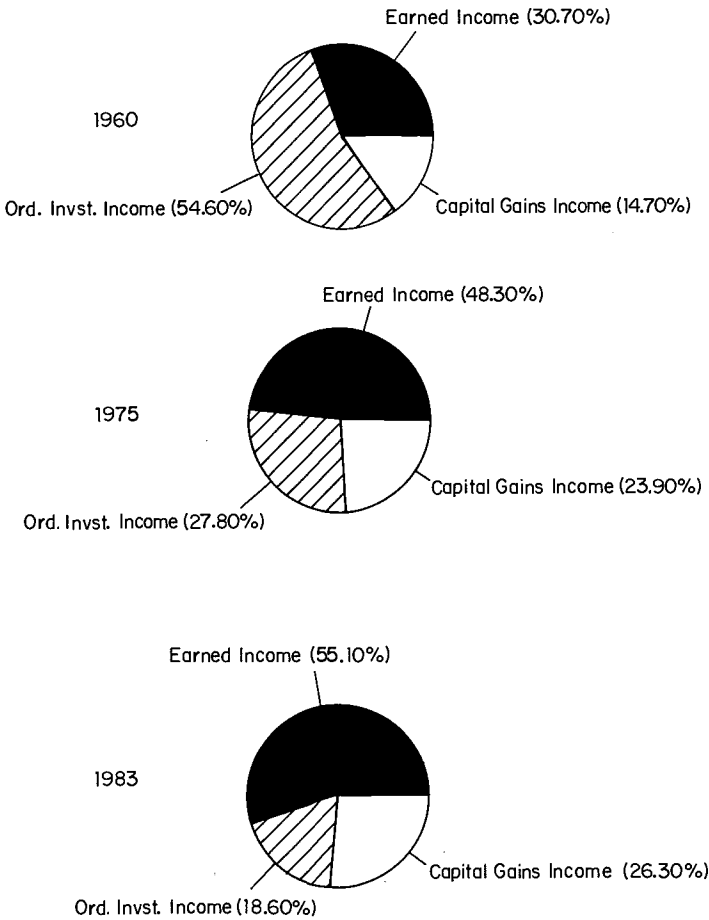 Earned Income (30.70%)
1960
Ord. Invst. Income (54.60%)
Capital Gains Income (14.70%)
Earned Income (48.30%)
1975
Capital Gains Income (23.90%)
Ord. Invst. Income (27.80%)
Earned Income (55.10%)
1983
Capital Gains Income (26.30%)
Ord. Invst. Income (18.60%)